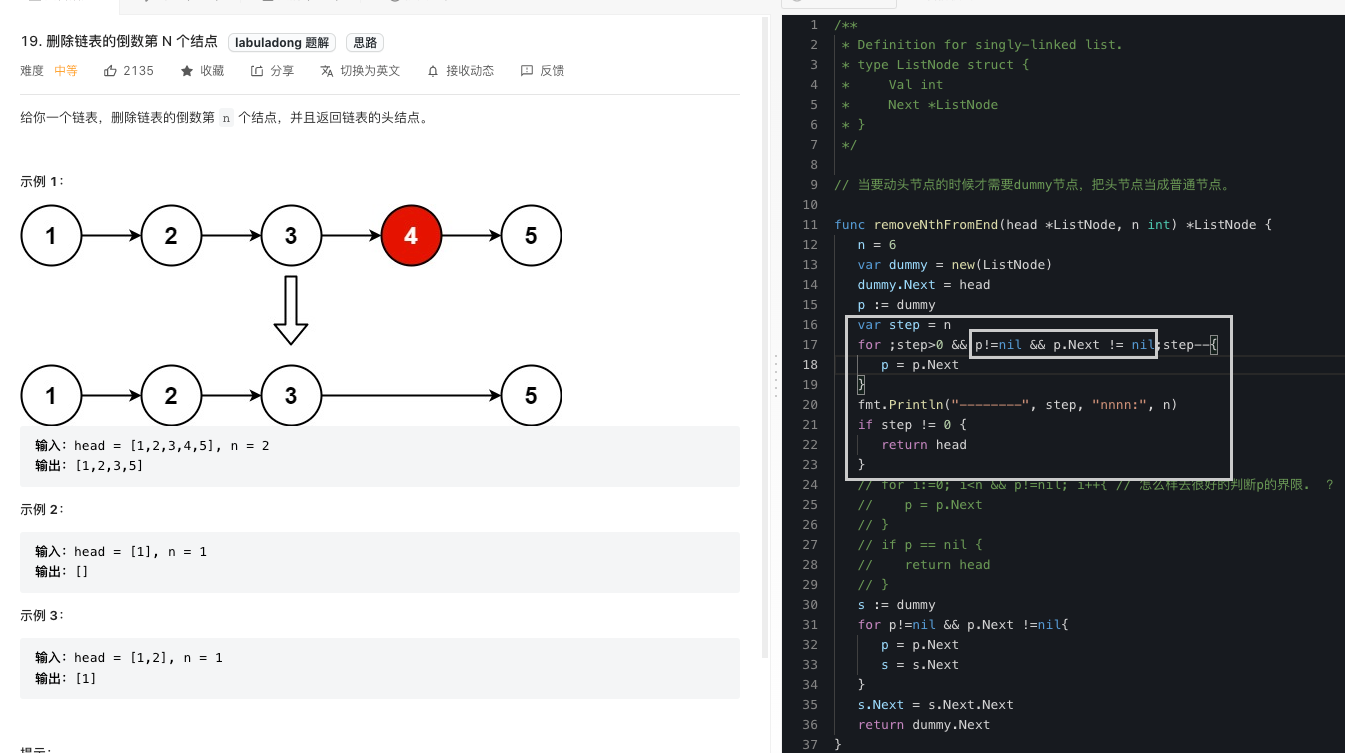 19. 删除链表的倒数第 N 个结点 labuladong 题解 思路
难度 中等 2135 收藏 分享 切换为英文 接收动态 反馈
给你一个链表，删除链表的倒数第 n 个结点，并且返回链表的头结点。
示例 1：
1 2 3 4 5
1 2 3 5
输入：head = [1,2,3,4,5], n = 2
输出：[1,2,3,5]
示例 2：
输入：head = [1], n = 1
输出：[]
示例 3：
输入：head = [1,2], n = 1
输出：[1]
提示：
1 /**
2 * Definition for singly-linked list.
3 * type ListNode struct {
4 *     Val int
5 *     Next *ListNode
6 * }
7 */
8
9 // 当要动头节点的时候才需要dummy节点，把头节点当成普通节点。
10
11 func removeNthFromEnd(head *ListNode, n int) *ListNode {
12    n = 6
13    var dummy = new(ListNode)
14    dummy.Next = head
15    p := dummy
16    var step = n
17    for ;step>0 && p!=nil && p.Next != nil;step--{
18       p = p.Next
19    }
20    fmt.Println("--------", step, "nnnn:", n)
21    if step != 0 {
22       return head
23    }
24    // for i:=0; i<n && p!=nil; i++{ // 怎么样去很好的判断p的界限. ？
25    //    p = p.Next
26    // }
27    // if p == nil {
28    //    return head
29    // }
30    s := dummy
31    for p!=nil && p.Next !=nil{
32       p = p.Next
33       s = s.Next
34    }
35    s.Next = s.Next.Next
36    return dummy.Next
37 }